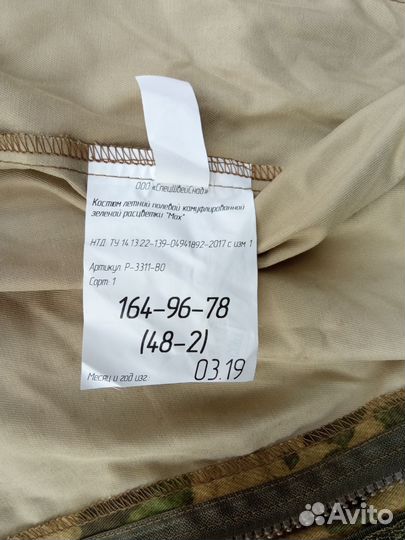 ООО «СпецШвейСнаб»
Костюм летний полевой камуфлированной
зеленой расцветки "Мох"
НТД. ТУ 14.13.22-139-04941892-2017 с изм. 1
Артикул: Р-3311-80
Сорт: 1
164-96-78
(48-2)
Месяц и год изг.: 03.19
Avito